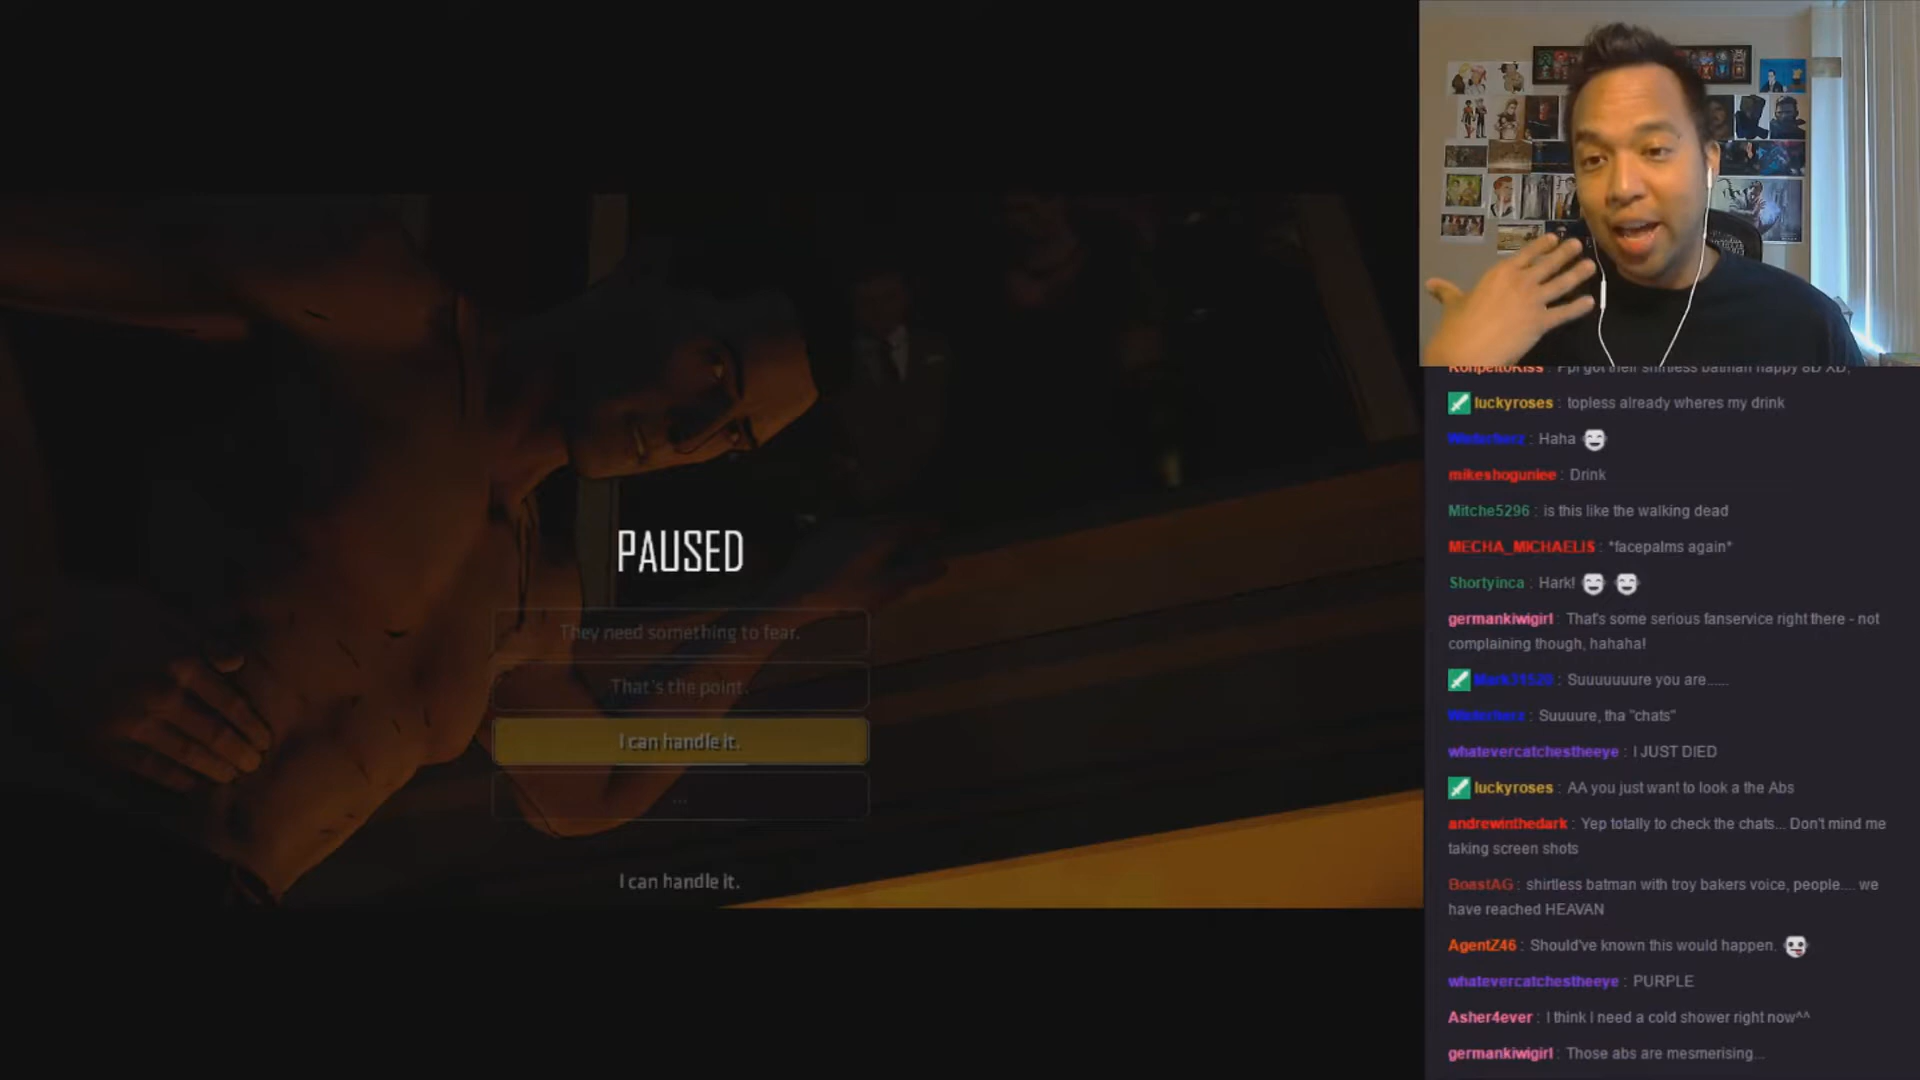 PAUSED
They need something to fear.
That's the point.
I can handle it.
...
I can handle it.
luckyroses : topless already wheres my drink
Winterherz : Haha
mikeshoguniee : Drink
Mitche5296 : is this like the walking dead
MECHA_MICHAELIS : *facepalms again*
Shortyinca : Hark!
germankiwigirl : That's some serious fanservice right there - not
complaining though, hahaha!
Mark31526 : Suuuuuuure you are......
Winterherz : Suuuure, tha "chats"
whatevercatchestheeye : I JUST DIED
luckyroses : AA you just want to look a the Abs
andrewinthedark : Yep totally to check the chats... Don't mind me
taking screen shots
BoastAG : shirtless batman with troy bakers voice, people.... we
have reached HEAVAN
AgentZ46 : Should've known this would happen.
whatevercatchestheeye : PURPLE
Asher4ever : I think I need a cold shower right now^^
germankiwigirl : Those abs are mesmerising...